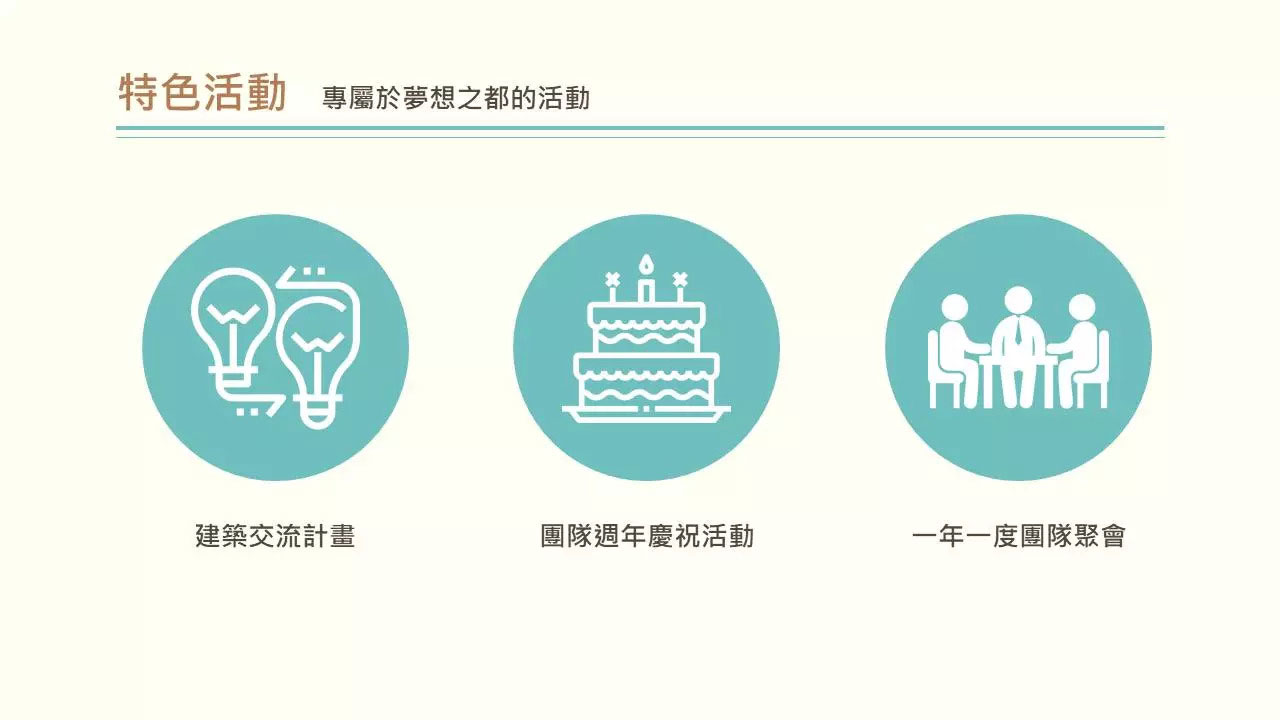 特色活動
專屬於夢想之都的活動
建築交流計畫
團隊週年慶祝活動
一年一度團隊聚會